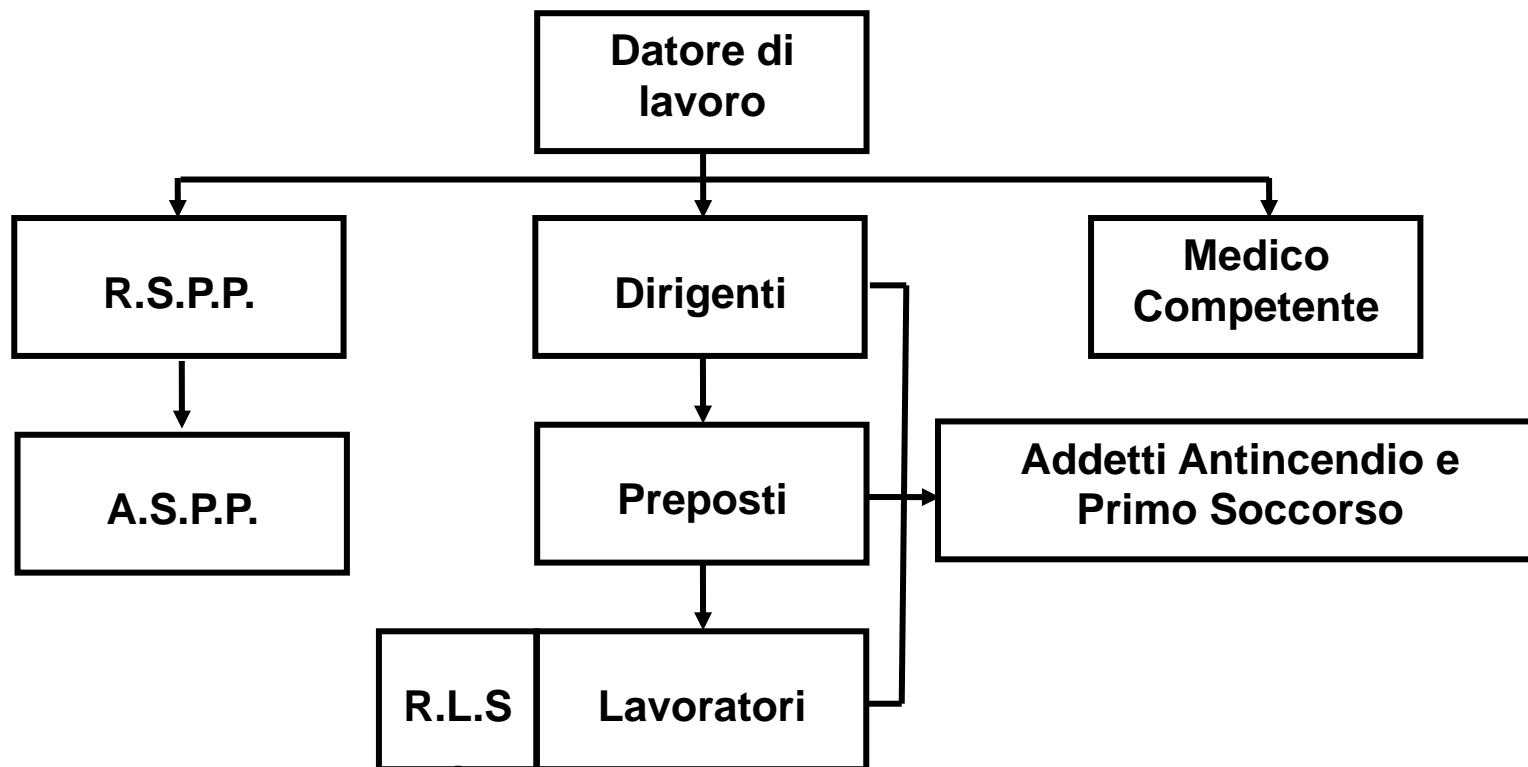 Datore di
lavoro
R.S.P.P.
Dirigenti
Medico
Competente
A.S.P.P.
Preposti
Addetti Antincendio e
Primo Soccorso
R.L.S
Lavoratori